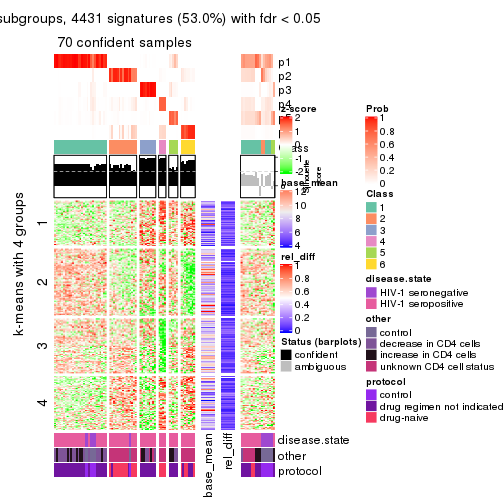 subgroups, 4431 signatures (53.0%) with fdr < 0.05
70 confident samples
p1
p2
p3
p4
z-score
2
1
-1
-2
base_mean
12
10
6
4
rel_diff
1
0.8
0.6
0.4
0.2
0
Status (barplots)
confident
ambiguous
Prob
1
0.8
0.6
0.4
0.2
0
Class
1
2
3
4
5
6
disease.state
HIV-1 seronegative
HIV-1 seropositive
other
control
decrease in CD4 cells
increase in CD4 cells
unknown CD4 cell status
protocol
control
drug regimen not indicated
drug-naive
k-means with 4 groups
1
2
3
4
disease.state
other
protocol
base_mean
rel_diff